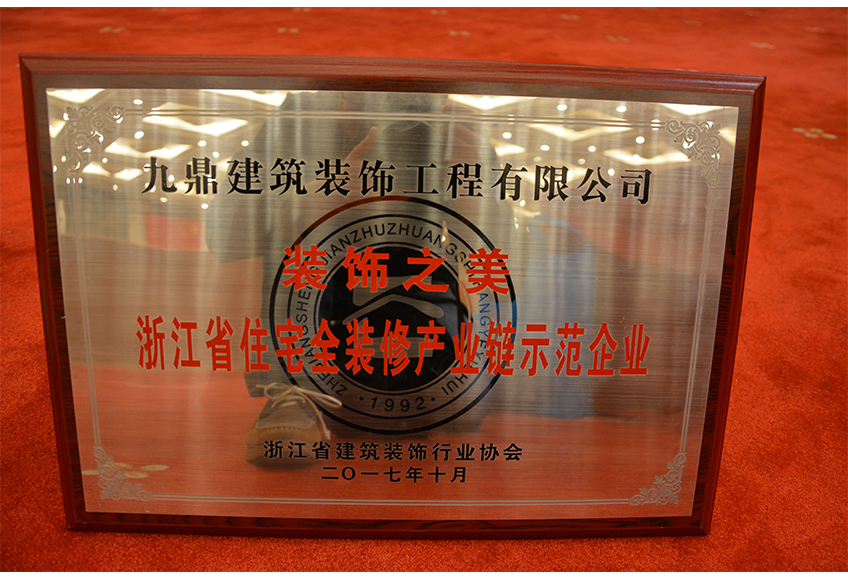 九鼎建筑装饰工程有限公司
装饰之美
浙江省住宅全装修产业链示范企业
ZHEJIANGSHENGJIANZHUZHUANGSHIHANGYEXIEHUI
·1992·
浙江省建筑装饰行业协会
二〇一七年十月